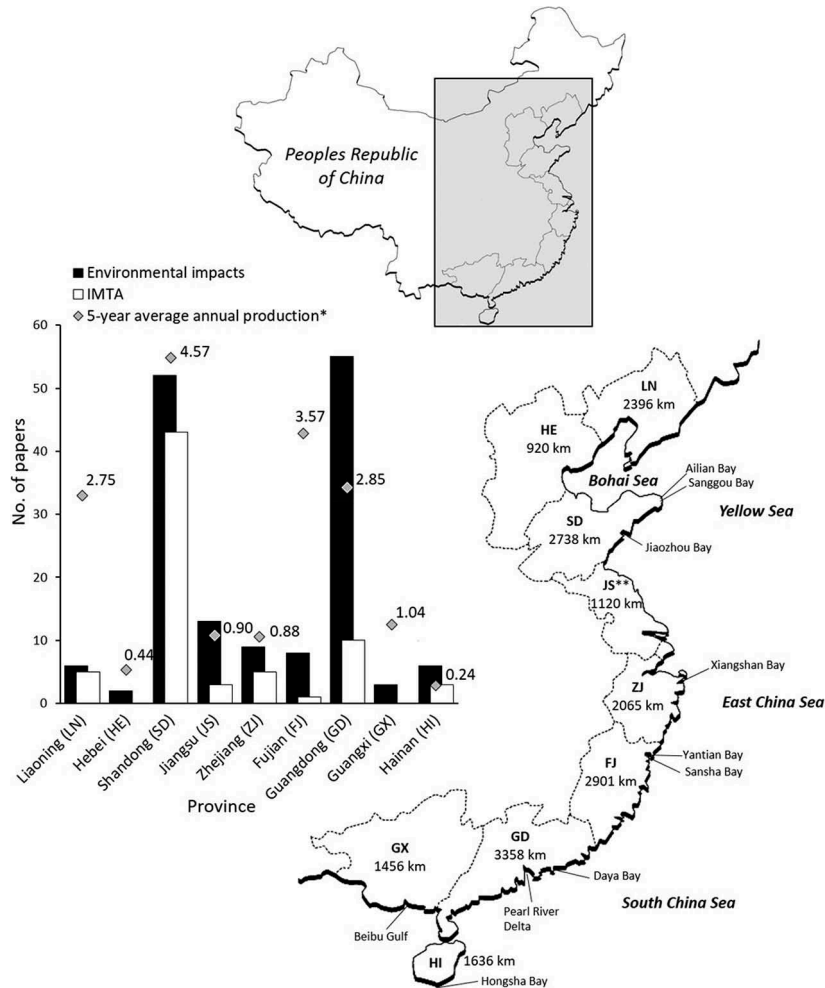 Peoples Republic
of China
Environmental impacts
IMTA
5-year average annual production*
No. of papers
60
50
40
30
20
10
0
2.75
0.44
4.57
0.90
0.88
3.57
2.85
1.04
0.24
Liaoning (LN)
Hebei (HE)
Shandong (SD)
Jiangsu (JS)
Zhejiang (ZJ)
Fujian (FJ)
Guangdong (GD)
Guangxi (GX)
Hainan (HI)
Province
LN
2396 km
HE
920 km
Bohai Sea
Ailian Bay
Sanggou Bay
Yellow Sea
SD
2738 km
Jiaozhou Bay
JS**
1120 km
Xiangshan Bay
ZJ
2065 km
East China Sea
FJ
2901 km
Yantian Bay
Sansha Bay
GX
1456 km
GD
3358 km
Daya Bay
Pearl River
Delta
South China Sea
Beibu Gulf
HI
1636 km
Hongsha Bay